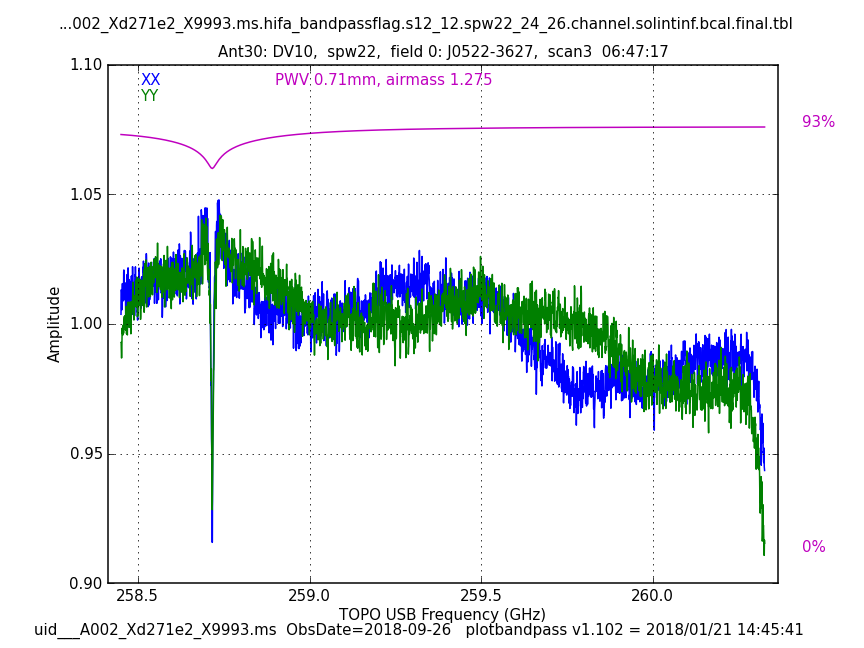 ...002_Xd271e2_X9993.ms.hifa_bandpassflag.s12_12.spw22_24_26.channel.solintinf.bcal.final.tbl
Ant30: DV10,  spw22,  field 0: J0522-3627,  scan3  06:47:17
1.10
XX
PWV 0.71mm, airmass 1.275
YY
93%
1.05
Amplitude
1.00
0.95
0%
0.90
258.5
259.0
259.5
260.0
TOPO USB Frequency (GHz)
uid___A002_Xd271e2_X9993.ms  ObsDate=2018-09-26   plotbandpass v1.102 = 2018/01/21 14:45:41